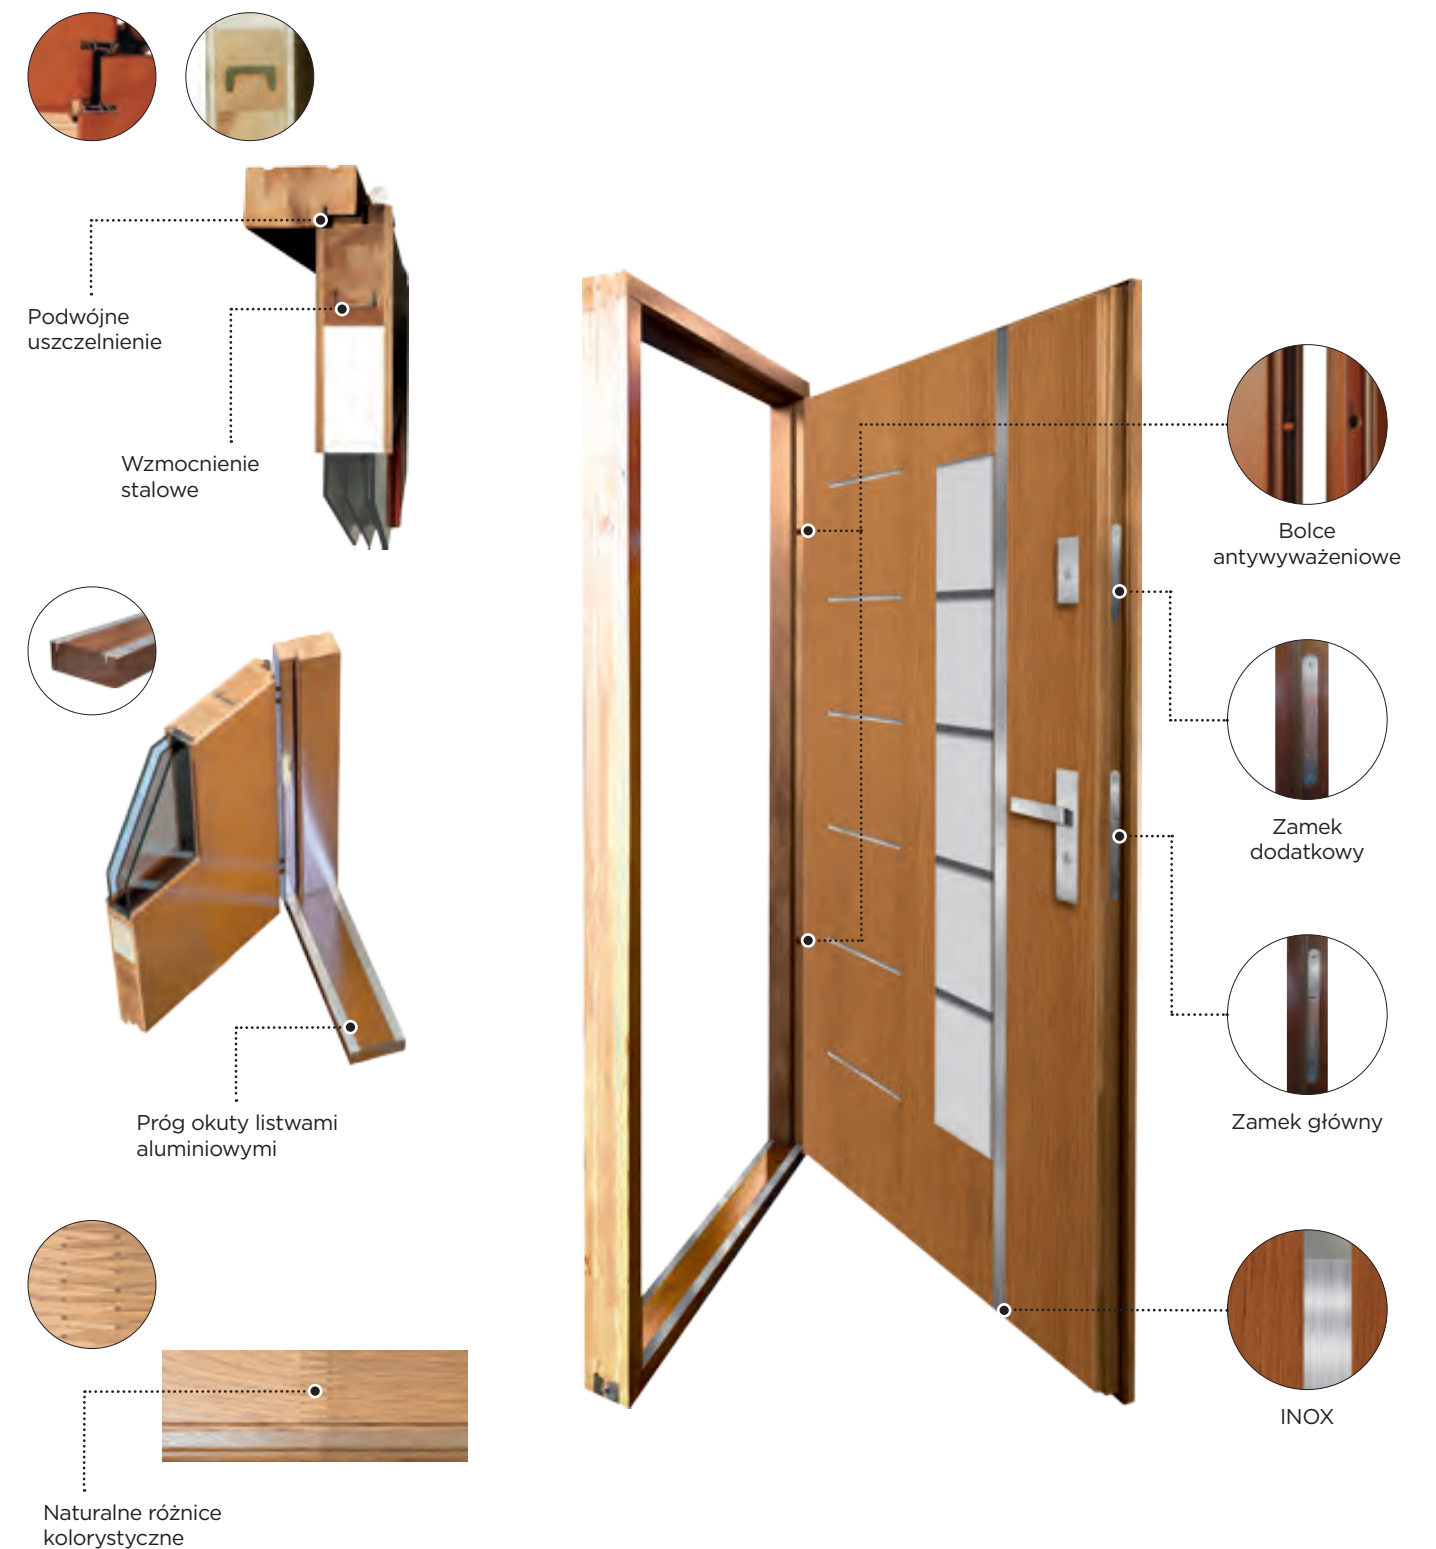 Podwójne
uszczelnienie
Wzmocnienie
stalowe
Próg okuty listwami
aluminiowymi
Naturalne różnice
kolorystyczne
Bolce
antywyważeniowe
Zamek
dodatkowy
Zamek główny
INOX